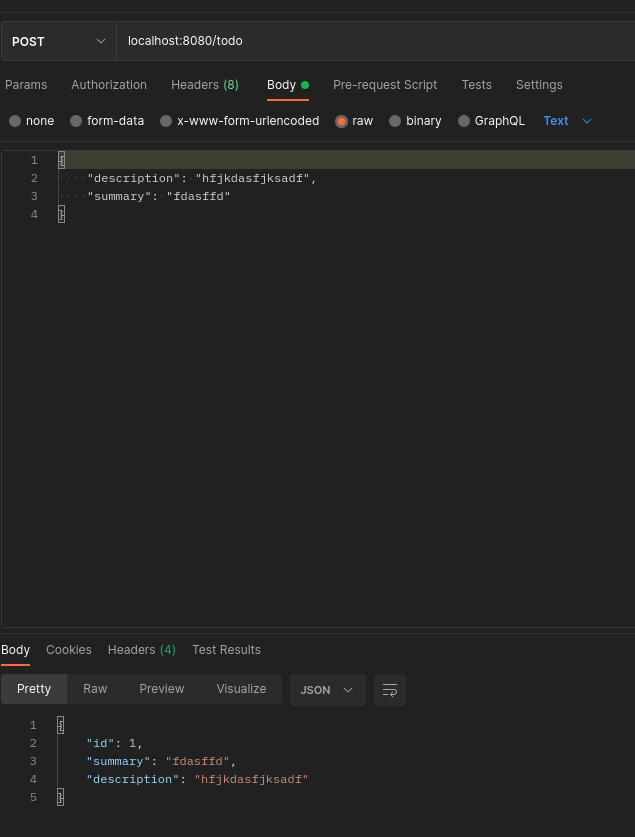 POST localhost:8080/todo
Params Authorization Headers (8) Body Pre-request Script Tests Settings
none form-data x-www-form-urlencoded raw binary GraphQL Text
1 {
2 "description": "hfjkdasfjksadf",
3 "summary": "fdasffd"
4 }
Body Cookies Headers (4) Test Results
Pretty Raw Preview Visualize JSON
1 {
2 "id": 1,
3 "summary": "fdasffd",
4 "description": "hfjkdasfjksadf"
5 }